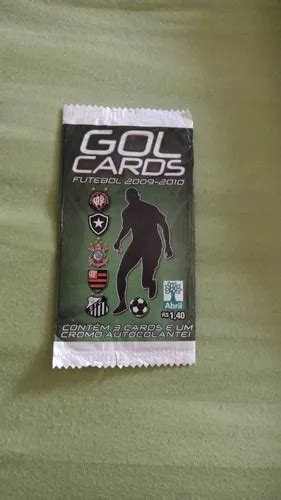 GOL
CARDS
FUTEBOL 2009-2010
Abril
R$ 1,40
CONTÉM 3 CARDS E UM
CROMO AUTOCOLANTE!